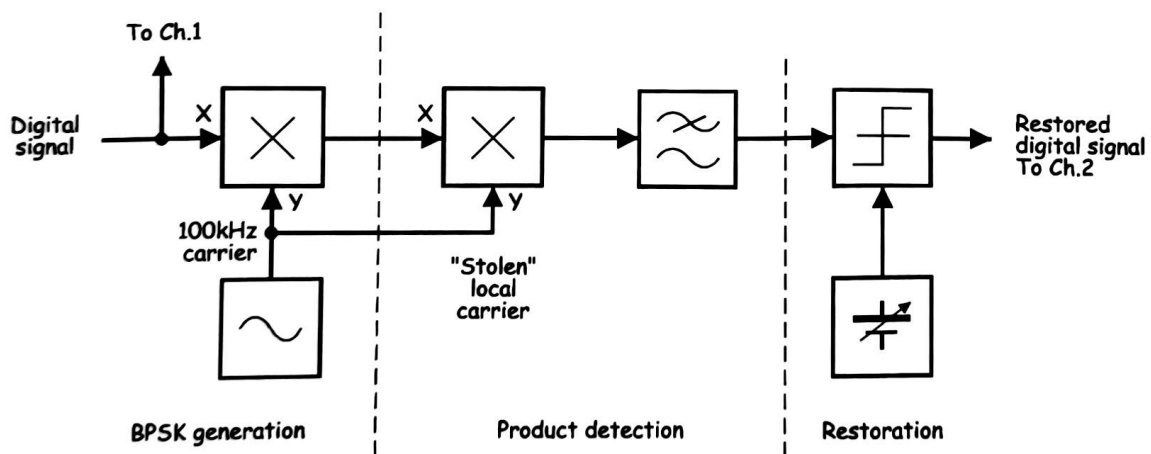 To Ch.1
Digital
signal
X
Y
100kHz
carrier
X
Y
"Stolen"
local
carrier
Restored
digital signal
To Ch.2
BPSK generation
Product detection
Restoration